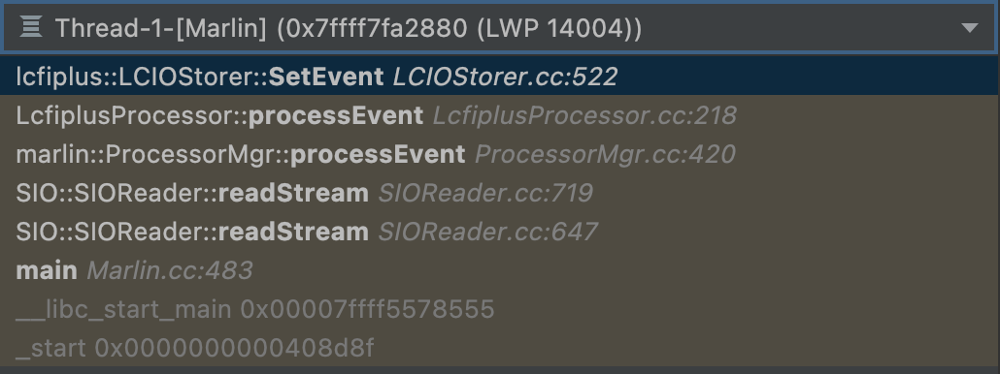 Thread-1-[Marlin] (0x7ffff7fa2880 (LWP 14004))
lcfiplus::LCIOStorer::SetEvent LCIOStorer.cc:522
LcfiplusProcessor::processEvent LcfiplusProcessor.cc:218
marlin::ProcessorMgr::processEvent ProcessorMgr.cc:420
SIO::SIOReader::readStream SIOReader.cc:719
SIO::SIOReader::readStream SIOReader.cc:647
main Marlin.cc:483
__libc_start_main 0x00007ffff5578555
_start 0x0000000000408d8f